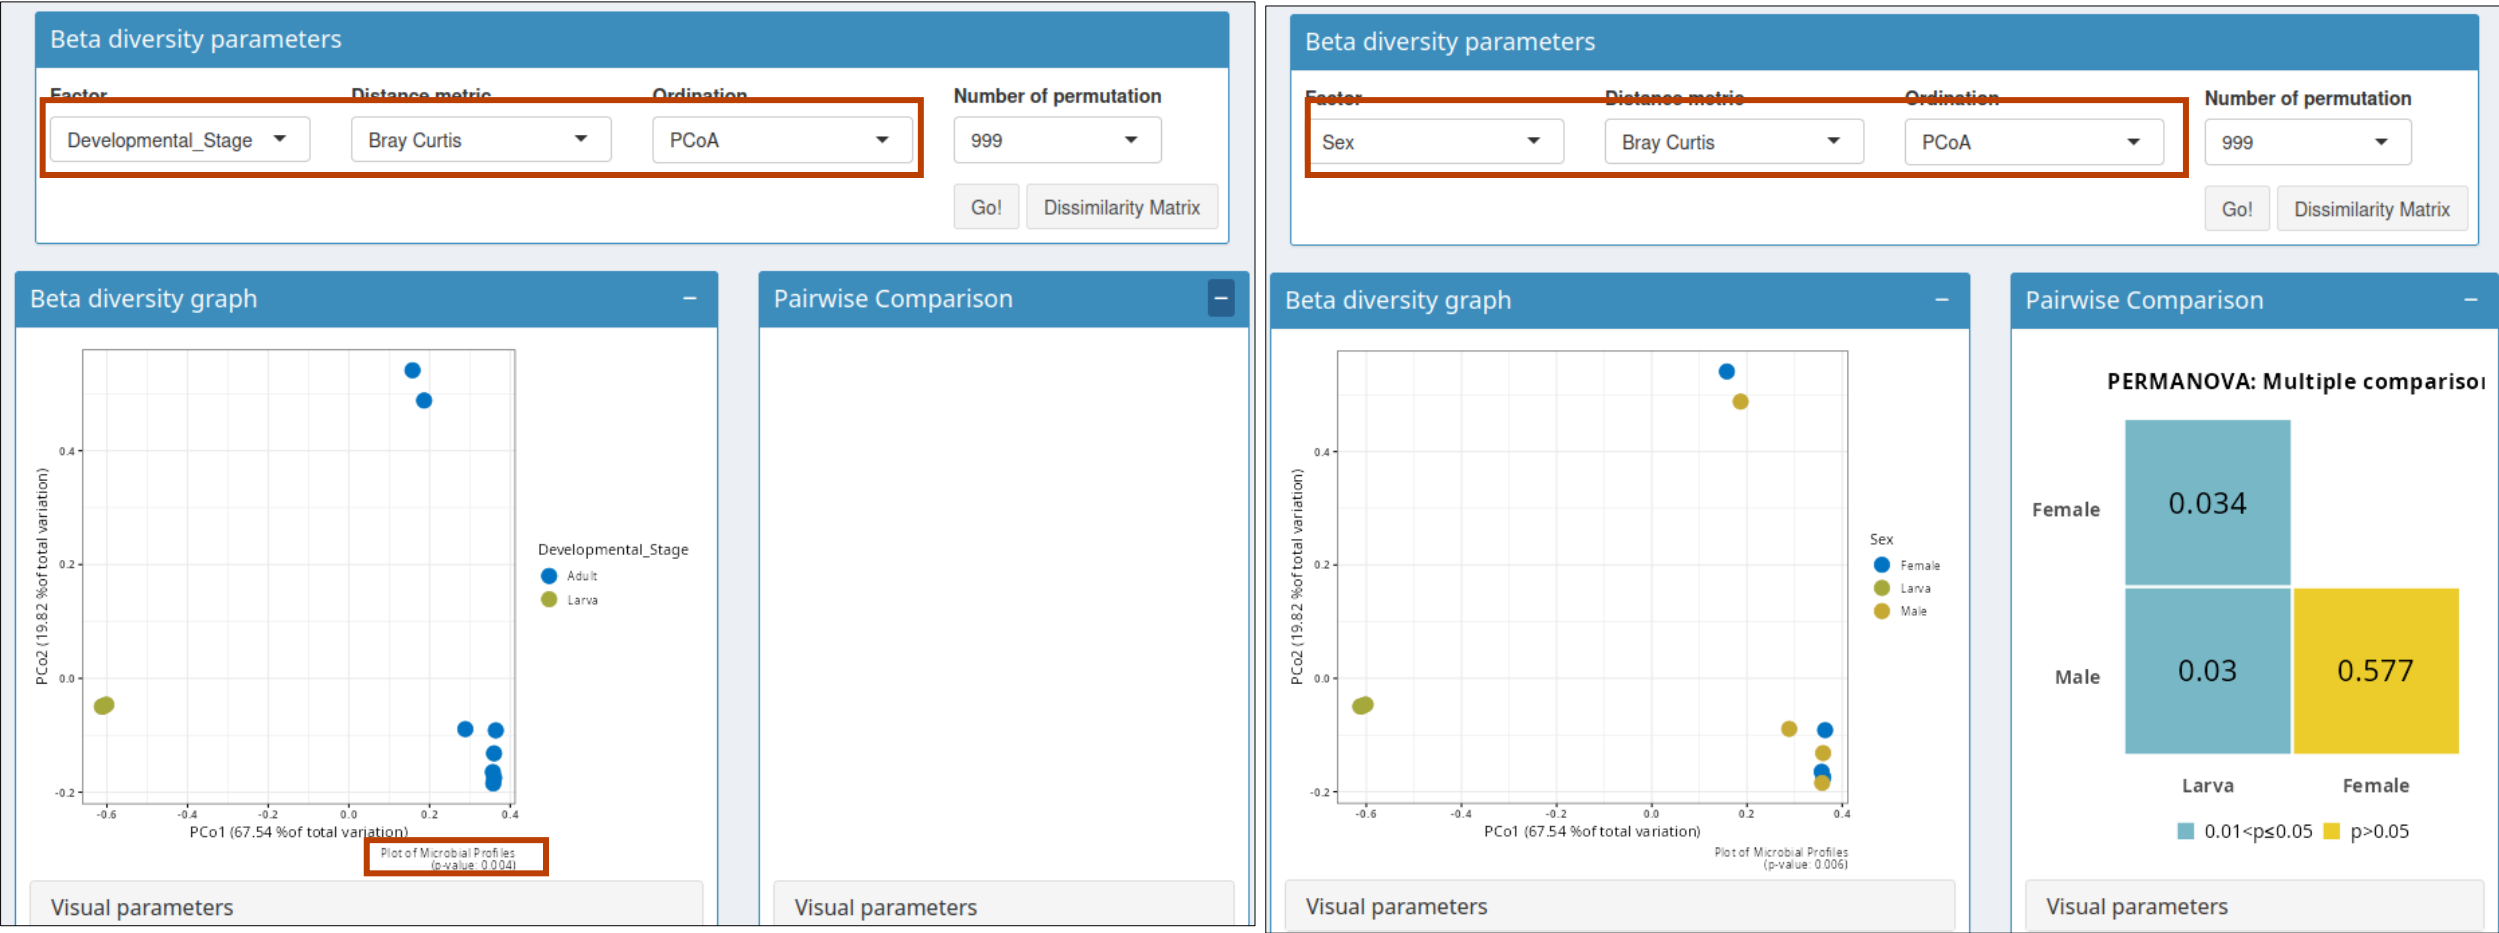 Beta diversity parameters
Factor
Distance metric
Ordination
Number of permutation
Developmental_Stage
Bray Curtis
PCoA
999
Go!
Dissimilarity Matrix
Beta diversity graph
Pairwise Comparison
0.4
0.2
0.0
-0.2
PCo2 (19.82 %of total variation)
-0.6
-0.4
-0.2
0.0
0.2
0.4
PCo1 (67.54 %of total variation)
Plot of Microbial Profiles
(p-value: 0.004)
Developmental_Stage
Adult
Larva
Visual parameters
Visual parameters
Beta diversity parameters
Factor
Distance metric
Ordination
Number of permutation
Sex
Bray Curtis
PCoA
999
Go!
Dissimilarity Matrix
Beta diversity graph
Pairwise Comparison
0.4
0.2
0.0
-0.2
PCo2 (19.82 %of total variation)
-0.6
-0.4
-0.2
0.0
0.2
0.4
PCo1 (67.54 %of total variation)
Plot of Microbial Profiles
(p-value: 0.006)
Sex
Female
Larva
Male
PERMANOVA: Multiple comparisor
Female
0.034
Male
0.03
0.577
Larva
Female
0.01<p≤0.05
p>0.05
Visual parameters
Visual parameters